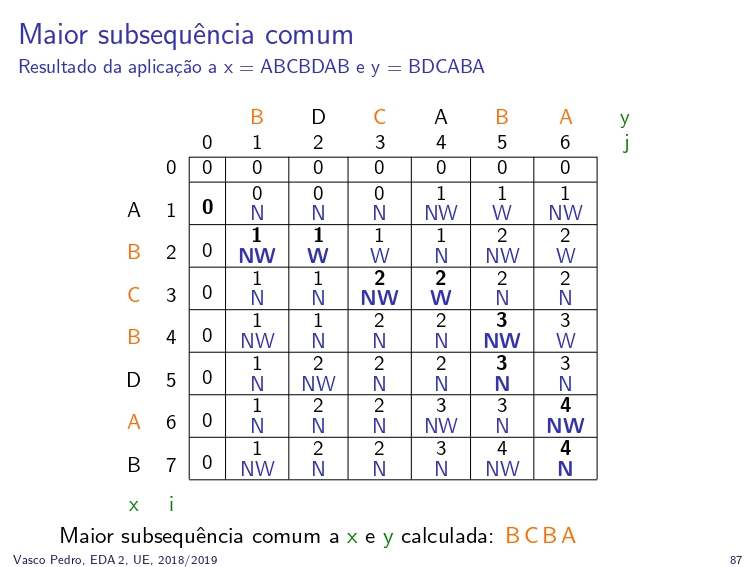 Maior subsequência comum
Resultado da aplicação a x = ABCBDAB e y = BDCABA
B D C A B A y
0 1 2 3 4 5 6 j
0 0 0 0 0 0 0 0
0 0 0 1 1 1
A 1 0 N N N NW W NW
1 1 1 1 2 2
B 2 0 NW W W N NW W
1 1 2 2 2 2
C 3 0 N N NW W N N
1 1 2 2 3 3
B 4 0 NW N N N NW W
1 2 2 2 3 3
D 5 0 N NW N N N N
1 2 2 3 3 4
A 6 0 N N N NW N NW
1 2 2 3 4 4
B 7 0 NW N N N NW N
x i
Maior subsequência comum a x e y calculada: B C B A
Vasco Pedro, EDA 2, UE, 2018/2019 87